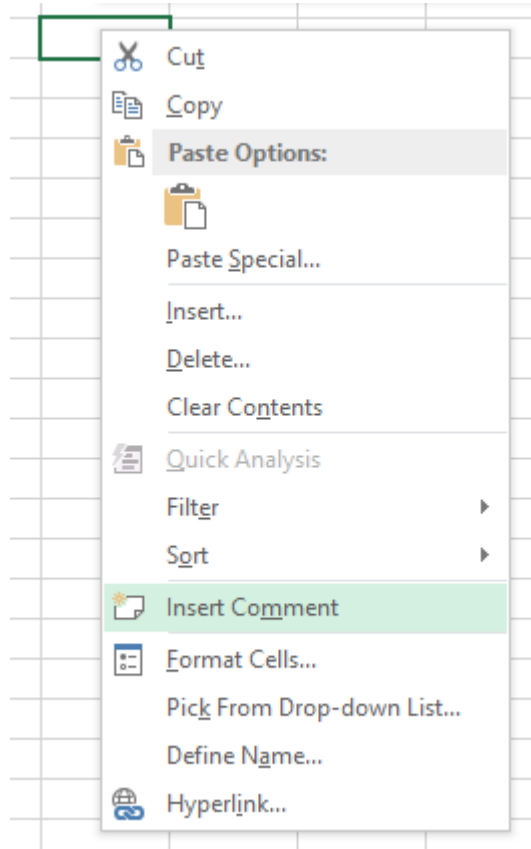 Cut
Copy
Paste Options:
Paste Special...
Insert...
Delete...
Clear Contents
Quick Analysis
Filter
Sort
Insert Comment
Format Cells...
Pick From Drop-down List...
Define Name...
Hyperlink...